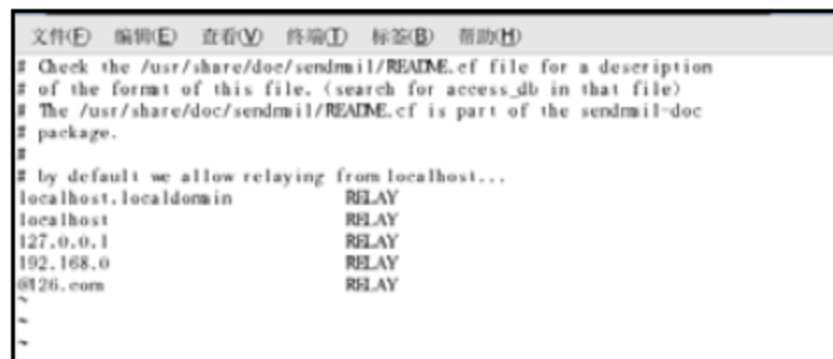 文件(F) 编辑(E) 查看(V) 终端(T) 标签(B) 帮助(H)
# Check the /usr/share/doc/sendmail/README.cf file for a description
# of the format of this file. (search for access_db in that file)
# The /usr/share/doc/sendmail/README.cf is part of the sendmail-doc
# package.
#
# by default we allow relaying from localhost...
localhost.localdomain RELAY
localhost RELAY
127.0.0.1 RELAY
192.168.0 RELAY
@126.com RELAY
~
~
~